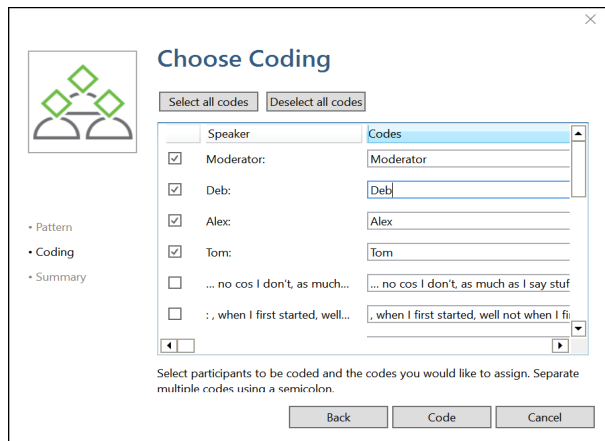 Choose Coding
Select all codes Deselect all codes
Speaker Codes
Moderator: Moderator
Deb: Deb
Alex: Alex
Tom: Tom
... no cos I don't, as much... ... no cos I don't, as much as I say stuf
: , when I first started, well... , when I first started, well not when I fi
• Pattern
• Coding
• Summary
Select participants to be coded and the codes you would like to assign. Separate
multiple codes using a semicolon.
Back Code Cancel